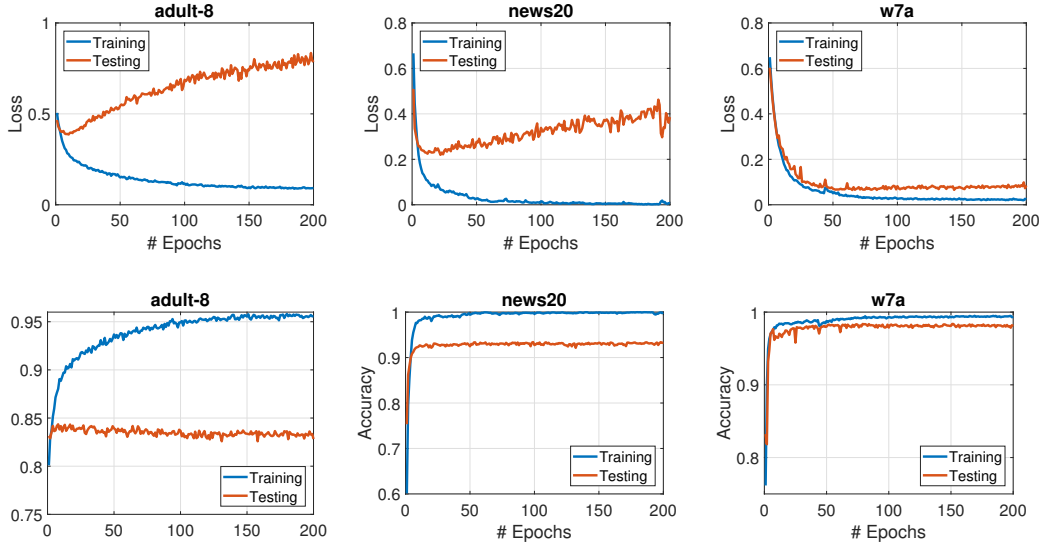 adult-8
Loss
1
0.5
0
Training
Testing
0 50 100 150 200
# Epochs
news20
Loss
0.8
0.6
0.4
0.2
0
Training
Testing
0 50 100 150 200
# Epochs
w7a
Loss
0.8
0.6
0.4
0.2
0
Training
Testing
0 50 100 150 200
# Epochs
adult-8
0.95
0.9
0.85
0.8
0.75
Training
Testing
0 50 100 150 200
news20
Accuracy
1
0.9
0.8
0.7
0.6
Training
Testing
0 50 100 150 200
# Epochs
w7a
Accuracy
1
0.9
0.8
Training
Testing
0 50 100 150 200
# Epochs